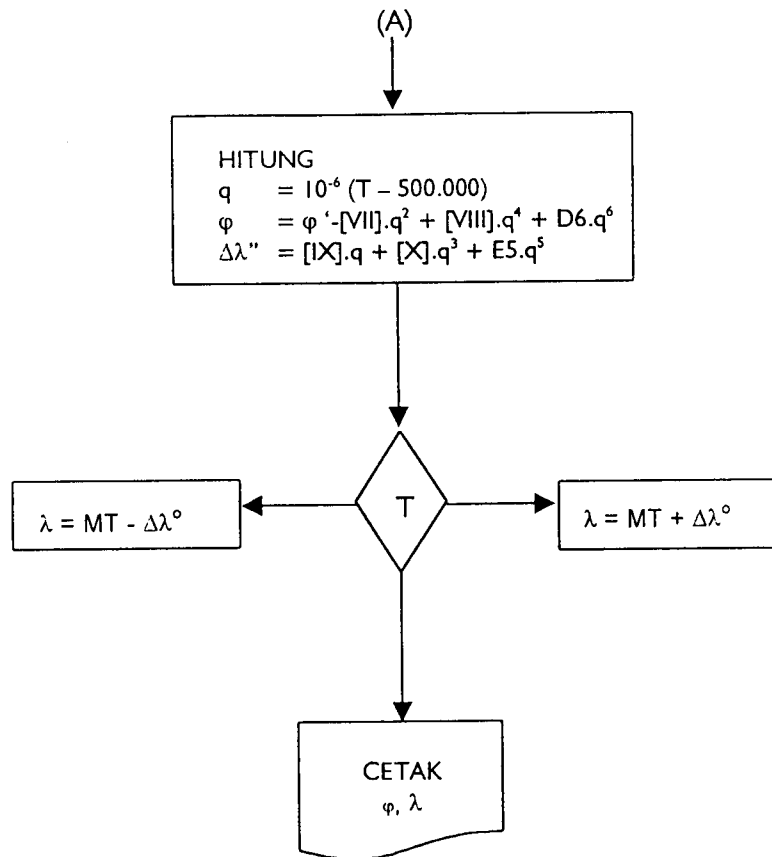 (A)
HITUNG
q = 10⁻⁶ (T – 500.000)
φ = φ ‘-[VII].q² + [VIII].q⁴ + D6.q⁶
Δλ” = [IX].q + [X].q³ + E5.q⁵
λ = MT - Δλ°
T
λ = MT + Δλ°
CETAK
φ, λ